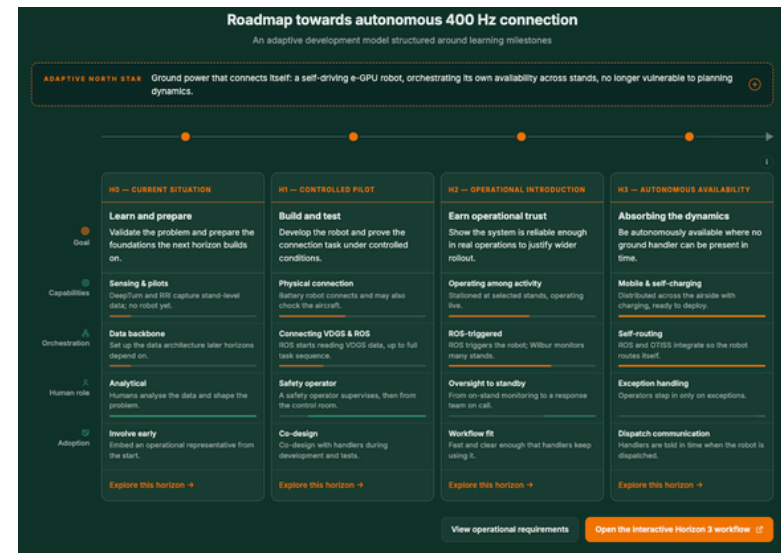 Roadmap towards autonomous 400 Hz connection
An adaptive development model structured around learning milestones
ADAPTIVE NORTH STAR
Ground power that connects itself: a self-driving e-GPU robot, orchestrating its own availability across stands, no longer vulnerable to planning
dynamics.
i
H0 — CURRENT SITUATION
H1 — CONTROLLED PILOT
H2 — OPERATIONAL INTRODUCTION
H3 — AUTONOMOUS AVAILABILITY
Goal
Learn and prepare
Validate the problem and prepare the
foundations the next horizon builds
on.
Build and test
Develop the robot and prove the
connection task under controlled
conditions.
Earn operational trust
Show the system is reliable enough
in real operations to justify wider
rollout.
Absorbing the dynamics
Be autonomously available where no
ground handler can be present in
time.
Capabilities
Sensing & pilots
DeepTurn and RRI capture stand-level
data; no robot yet.
Physical connection
Battery robot connects and may also
chock the aircraft.
Operating among activity
Stationed at selected stands, operating
live.
Mobile & self-charging
Distributed across the airside with
charging, ready to deploy.
Orchestration
Data backbone
Set up the data architecture later horizons
depend on.
Connecting VDGS & ROS
ROS starts reading VDGS data, up to full
task sequence.
ROS-triggered
ROS triggers the robot; Wilbur monitors
many stands.
Self-routing
ROS and OTISS integrate so the robot
routes itself.
Human role
Analytical
Humans analyse the data and shape the
problem.
Safety operator
A safety operator supervises, then from
the control room.
Oversight to standby
From on-stand monitoring to a response
team on call.
Exception handling
Operators step in only on exceptions.
Adoption
Involve early
Embed an operational representative from
the start.
Co-design
Co-design with handlers during
development and tests.
Workflow fit
Fast and clear enough that handlers keep
using it.
Dispatch communication
Handlers are told in time when the robot is
dispatched.
Explore this horizon →
Explore this horizon →
Explore this horizon →
Explore this horizon →
View operational requirements
Open the interactive Horizon 3 workflow